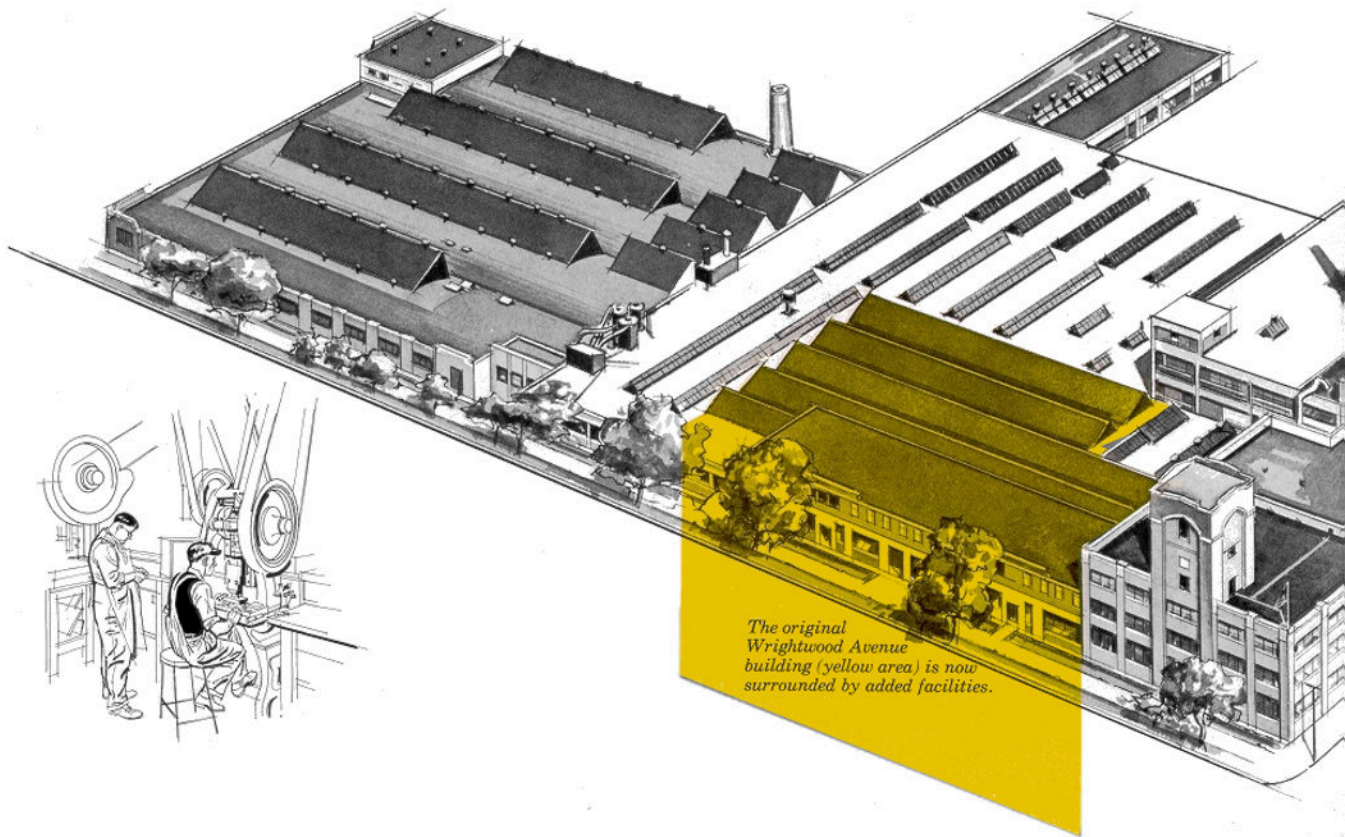 The original
Wrightwood Avenue
building (yellow area) is now
surrounded by added facilities.